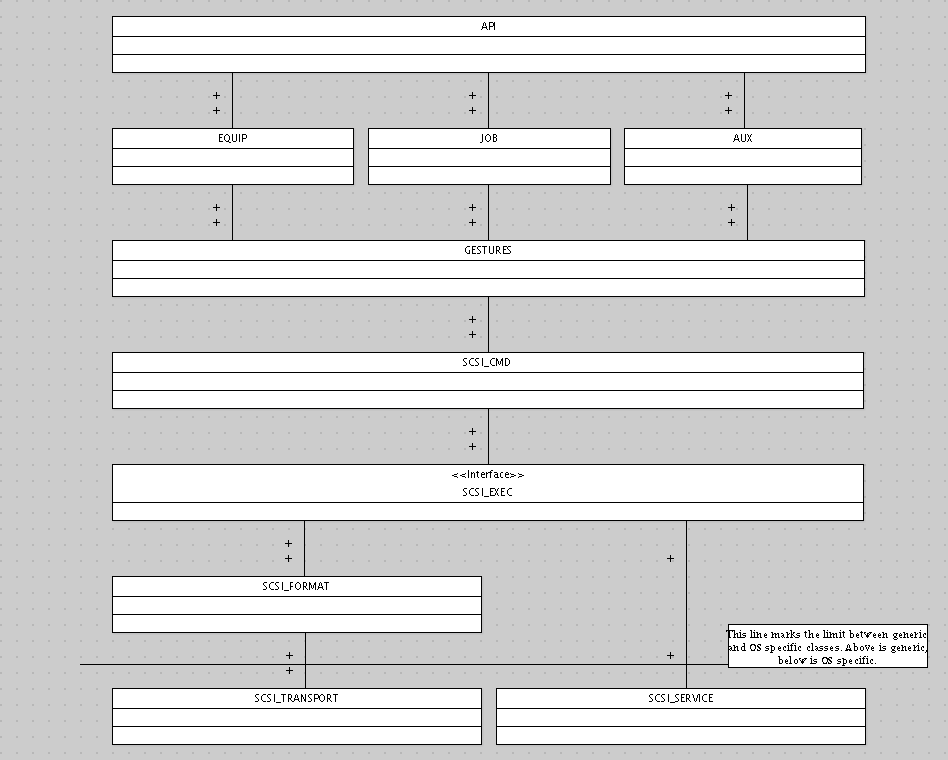 API
+ + +
+ + +
EQUIP JOB AUX
+ + +
+ + +
GESTURES
+
+
SCSI_CMD
+
+
<<Interface>>
SCSI_EXEC
+
+ +
SCSI_FORMAT
This line marks the limit between generic
and OS specific classes. Above is generic,
below is OS specific.
+ +
+
SCSI_TRANSPORT SCSI_SERVICE